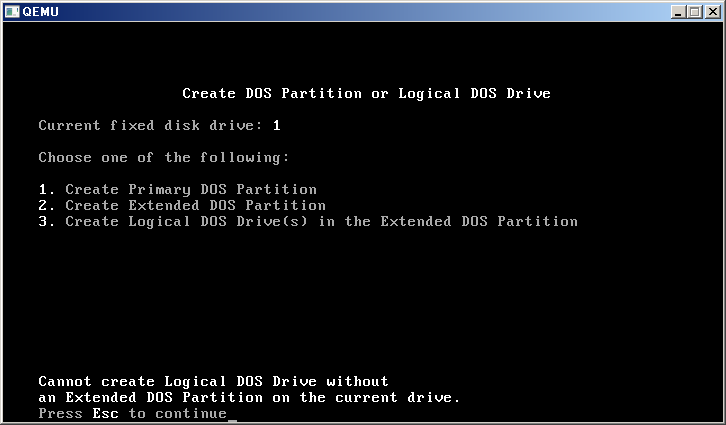 QEMU
Create DOS Partition or Logical DOS Drive
Current fixed disk drive: 1
Choose one of the following:
1. Create Primary DOS Partition
2. Create Extended DOS Partition
3. Create Logical DOS Drive(s) in the Extended DOS Partition
Cannot create Logical DOS Drive without
an Extended DOS Partition on the current drive.
Press Esc to continue_